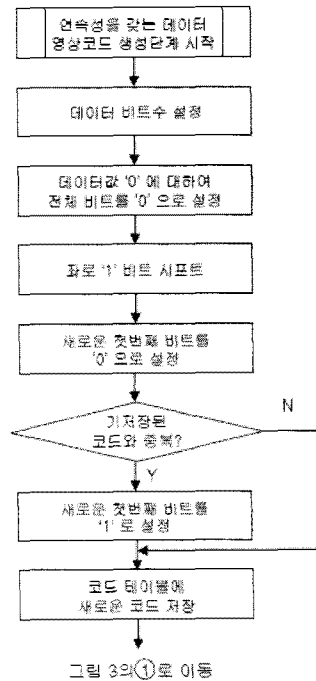 연속성을 갖는 데이터
영상코드 생성단계 시작
데이터 비트수 설정
데이터값 '0' 에 대하여
전체 비트를 '0' 으로 설정
좌로 '1' 비트 시프트
새로운 첫번째 비트를
'0' 으로 설정
기저장된
코드와 중복?
N
Y
새로운 첫번째 비트를
'1' 로 설정
코드 테이블에
새로운 코드 저장
그림 3의①로 이동